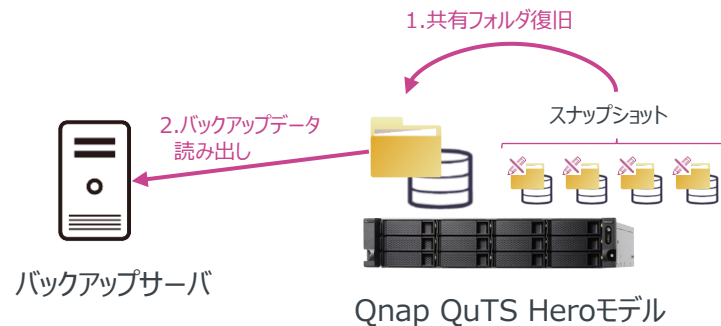 1.共有フォルダ復旧
スナップショット
2.バックアップデータ
読み出し
バックアップサーバ
Qnap QuTS Heroモデル